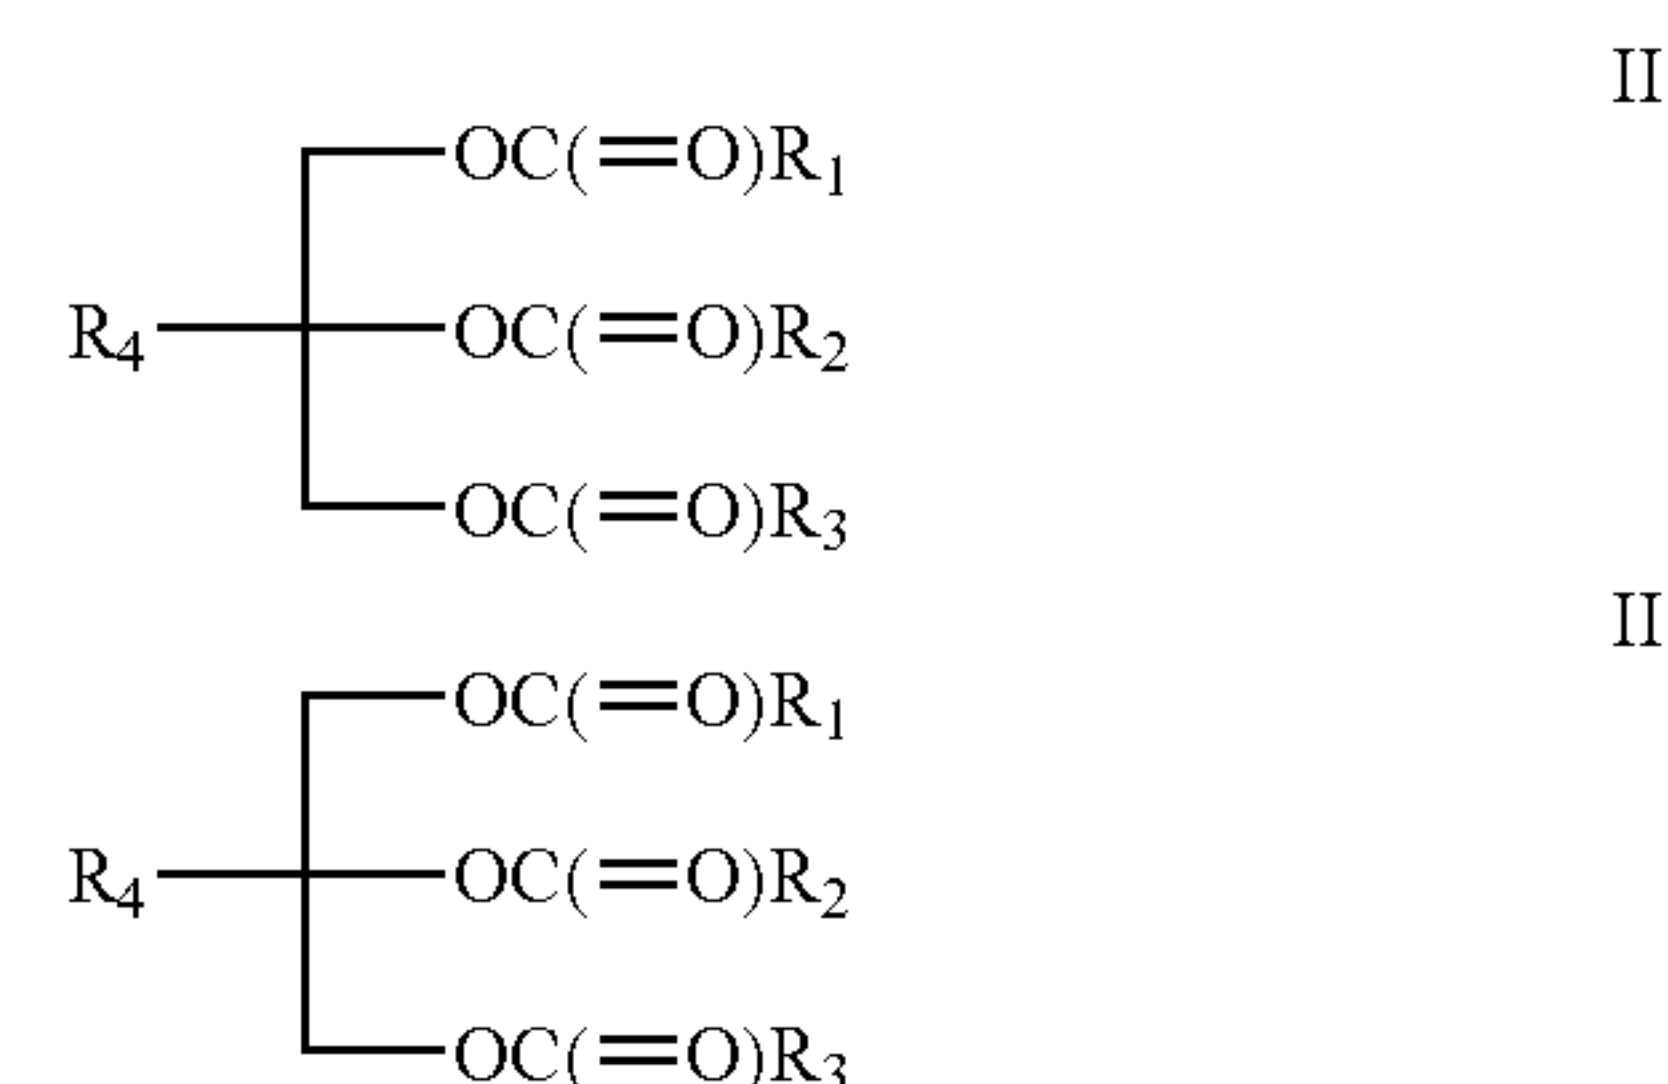 II
OC(=O)R₁
R₄ OC(=O)R₂
OC(=O)R₃
II
OC(=O)R₁
R₄ OC(=O)R₂
OC(=O)R₃